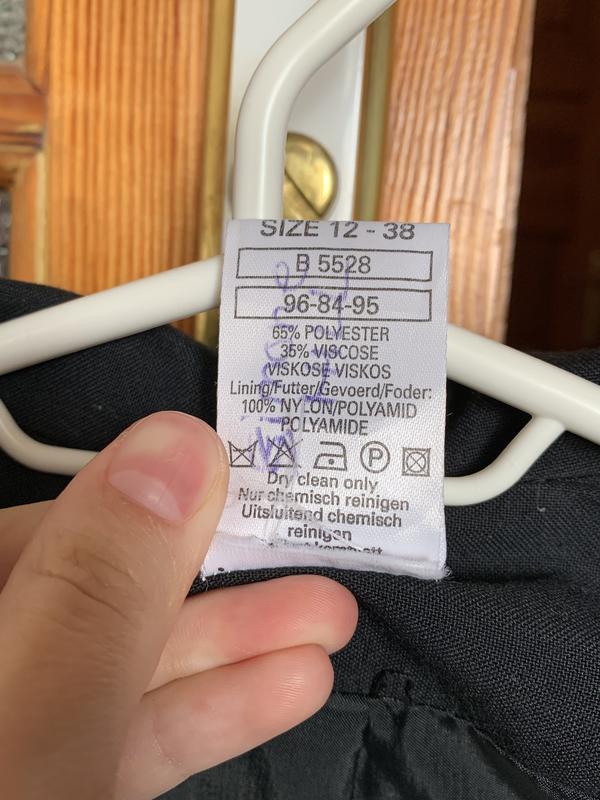 SIZE 12 - 38
B 5528
96-84-95
65% POLYESTER
35% VISCOSE
VISKOSE VISKOS
Lining/Futter/Gevoerd/Foder:
100% NYLON/POLYAMID
POLYAMIDE
P
Dry clean only
Nur chemisch reinigen
Uitsluitend chemisch
reinigen